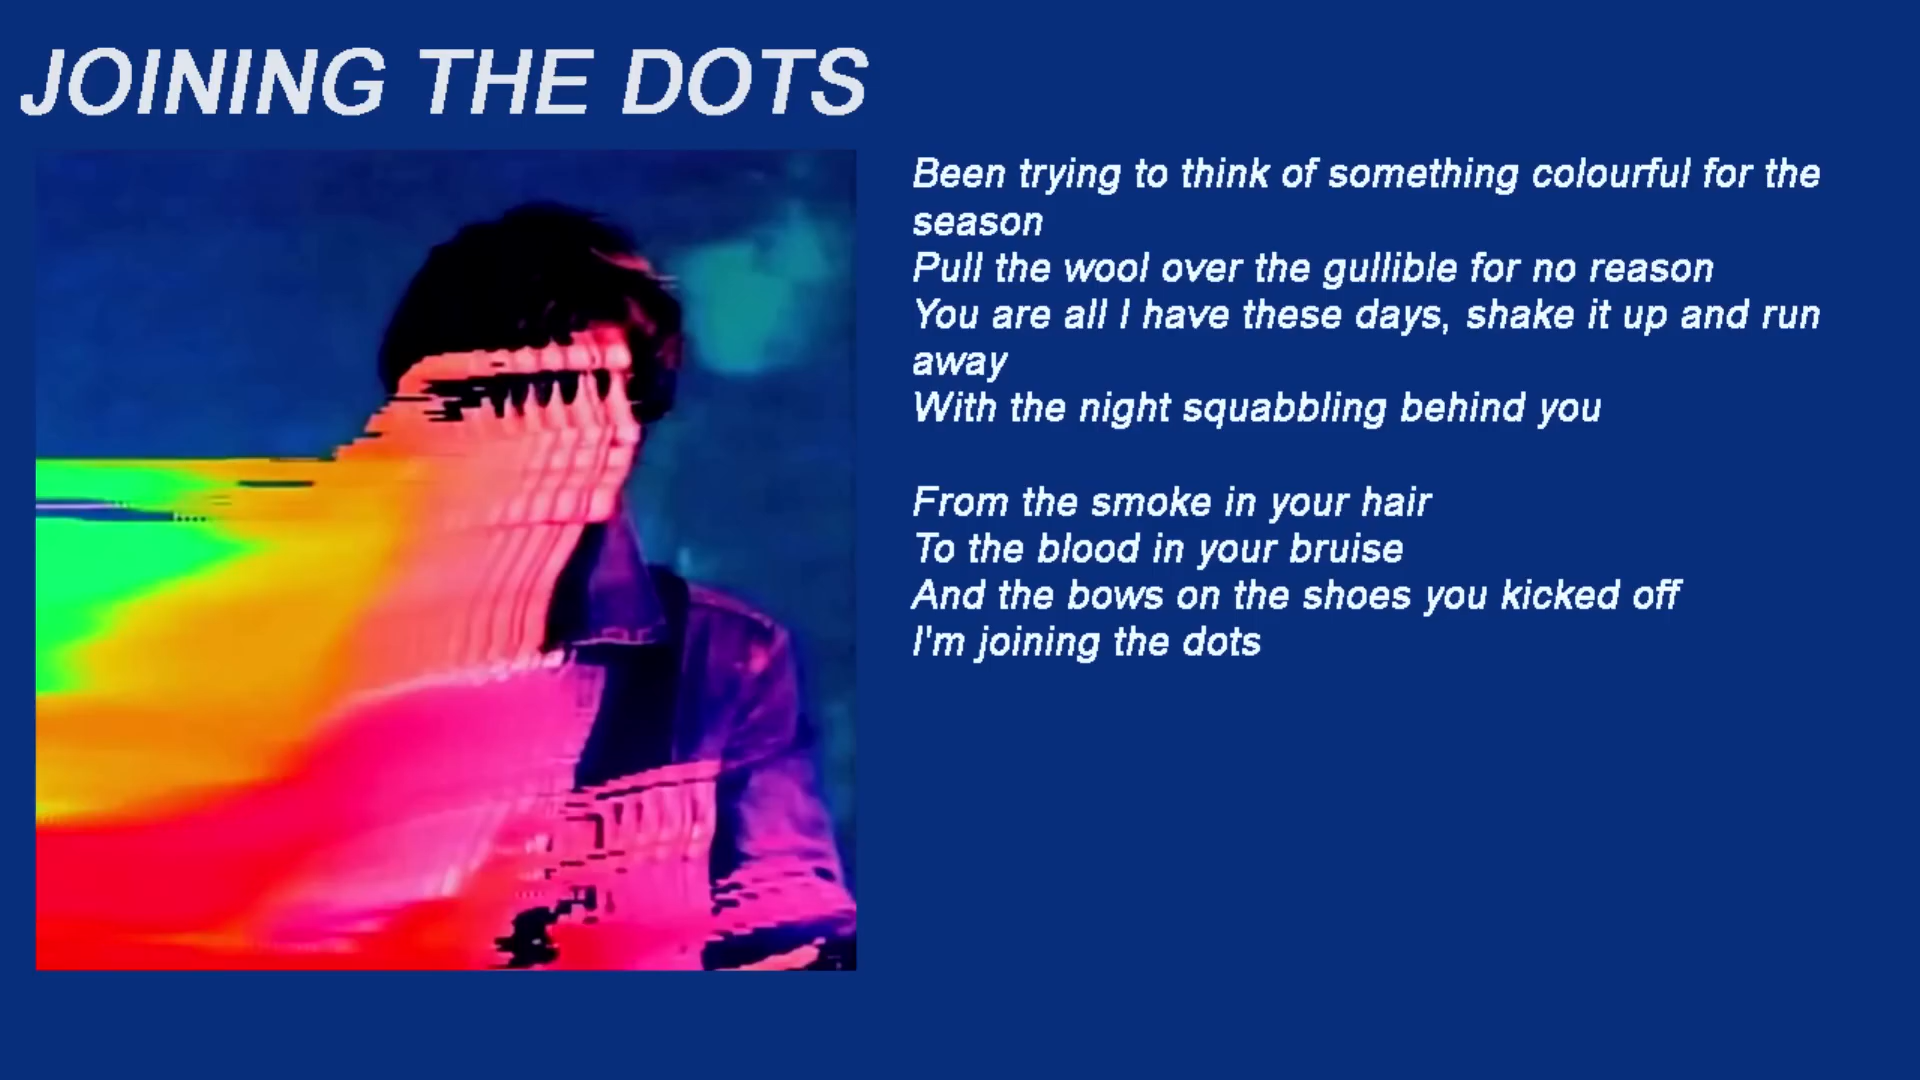 JOINING THE DOTS
Been trying to think of something colourful for the
season
Pull the wool over the gullible for no reason
You are all I have these days, shake it up and run
away
With the night squabbling behind you
From the smoke in your hair
To the blood in your bruise
And the bows on the shoes you kicked off
I'm joining the dots